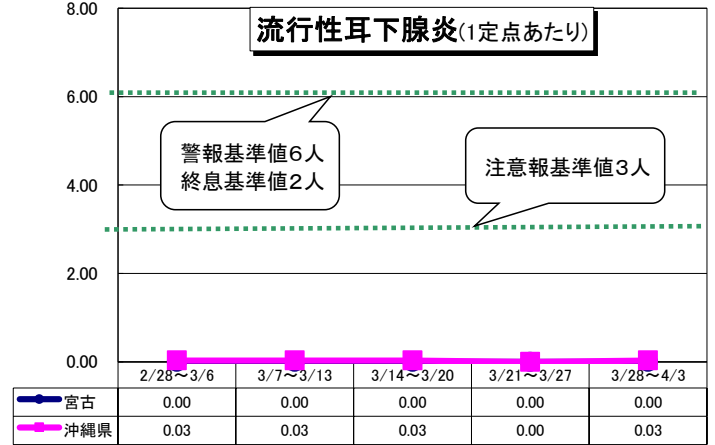 流行性耳下腺炎(1定点あたり)
8.00
6.00
警報基準値6人
終息基準値2人
注意報基準値3人
4.00
2.00
0.00
2/28～3/6 3/7～3/13 3/14～3/20 3/21～3/27 3/28～4/3
宮古 0.00 0.00 0.00 0.00 0.00
沖縄県 0.03 0.03 0.03 0.00 0.03